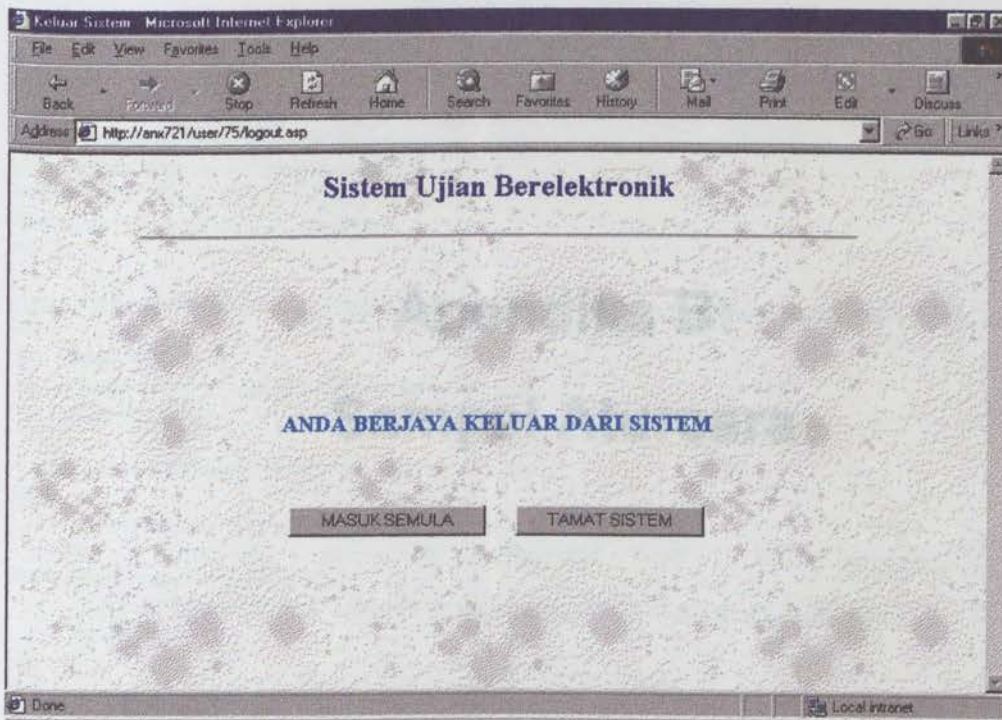 Keluar Sistem - Microsoft Internet Explorer
File Edit View Favorites Tools Help
Back Forward Stop Refresh Home Search Favorites History Mail Print Edit Discuss
Address http://anx721/user/75/logout.asp Go Links
Sistem Ujian Berelektronik
ANDA BERJAYA KELUAR DARI SISTEM
MASUK SEMULA TAMAT SISTEM
Done Local intranet